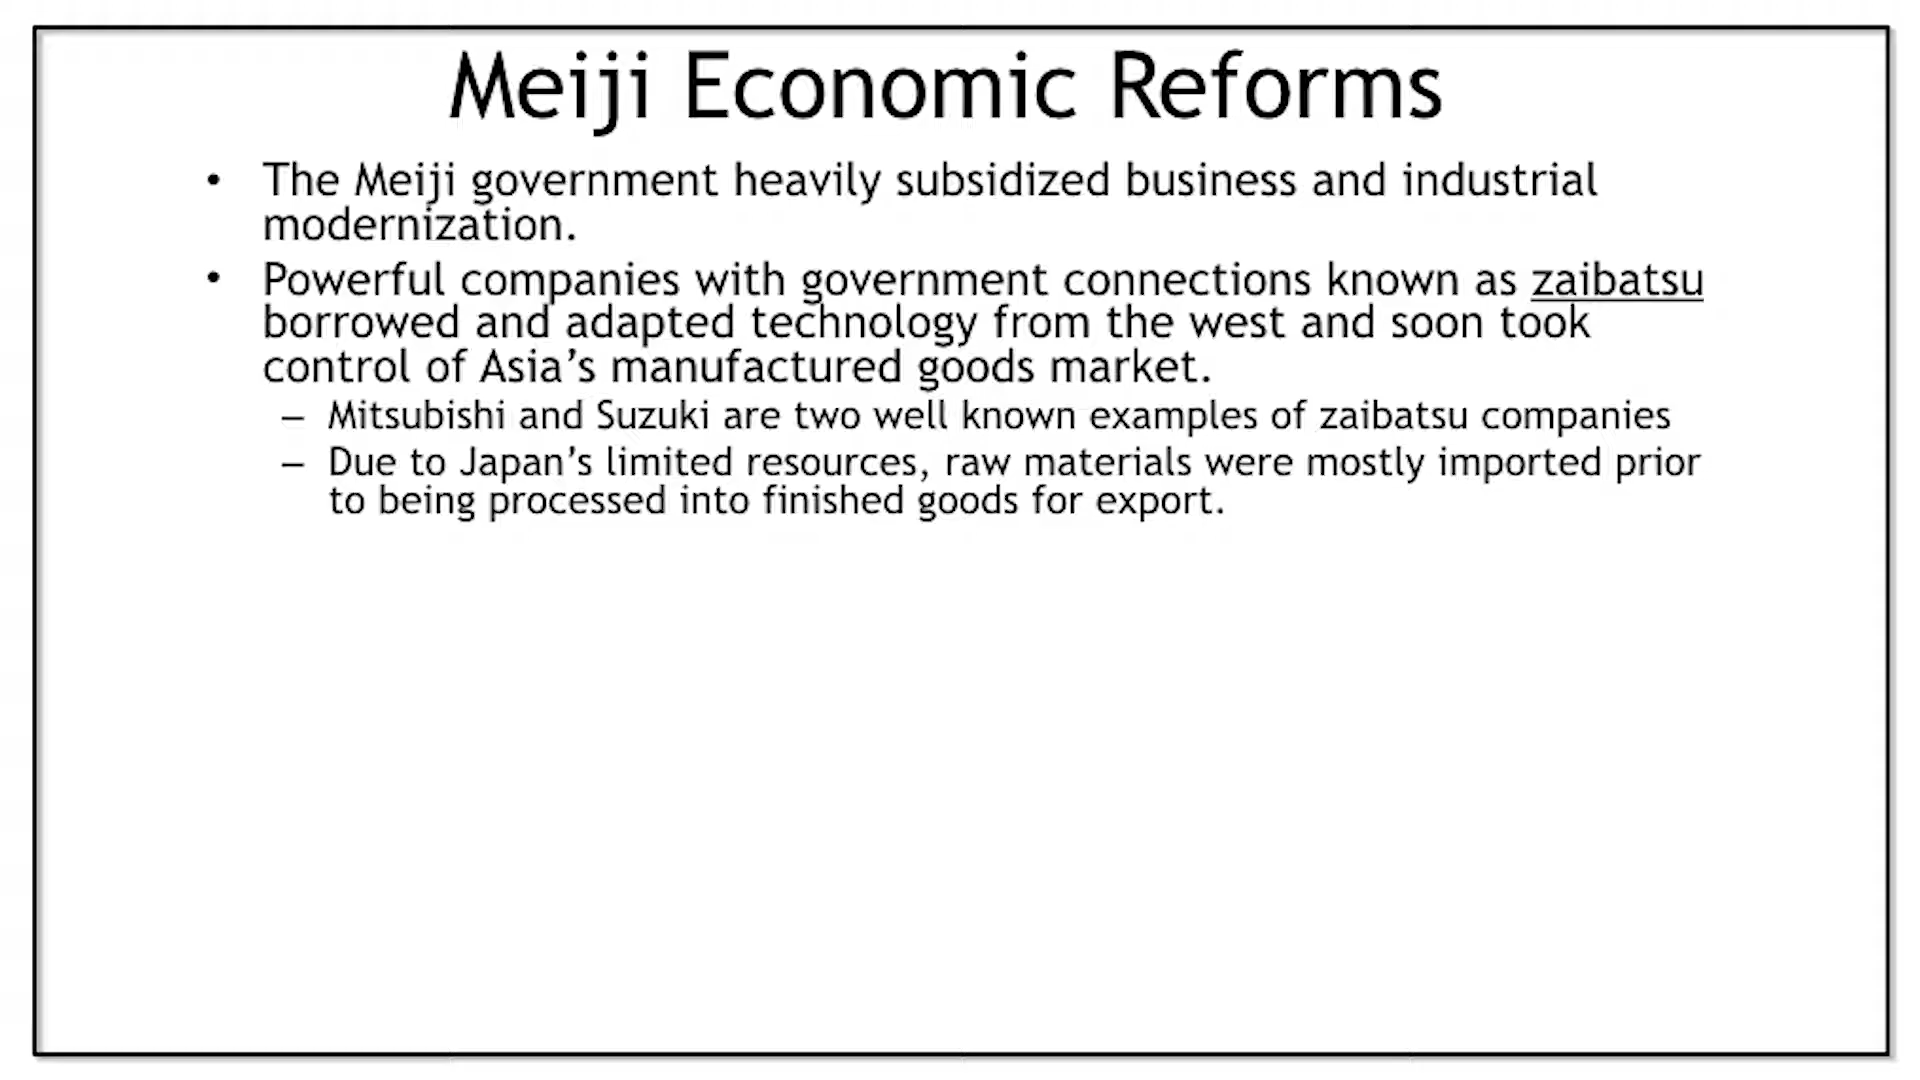 Meiji Economic Reforms
• The Meiji government heavily subsidized business and industrial
modernization.
• Powerful companies with government connections known as zaibatsu
borrowed and adapted technology from the west and soon took
control of Asia’s manufactured goods market.
– Mitsubishi and Suzuki are two well known examples of zaibatsu companies
– Due to Japan’s limited resources, raw materials were mostly imported prior
to being processed into finished goods for export.